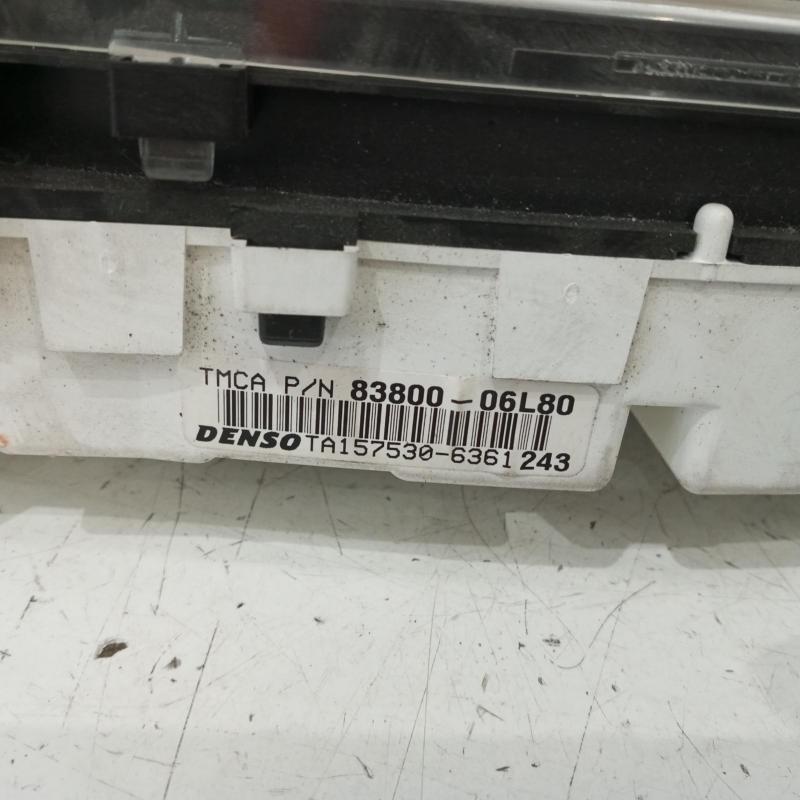 TMCA P/N 83800-06L80
DENSO TA157530-6361 243